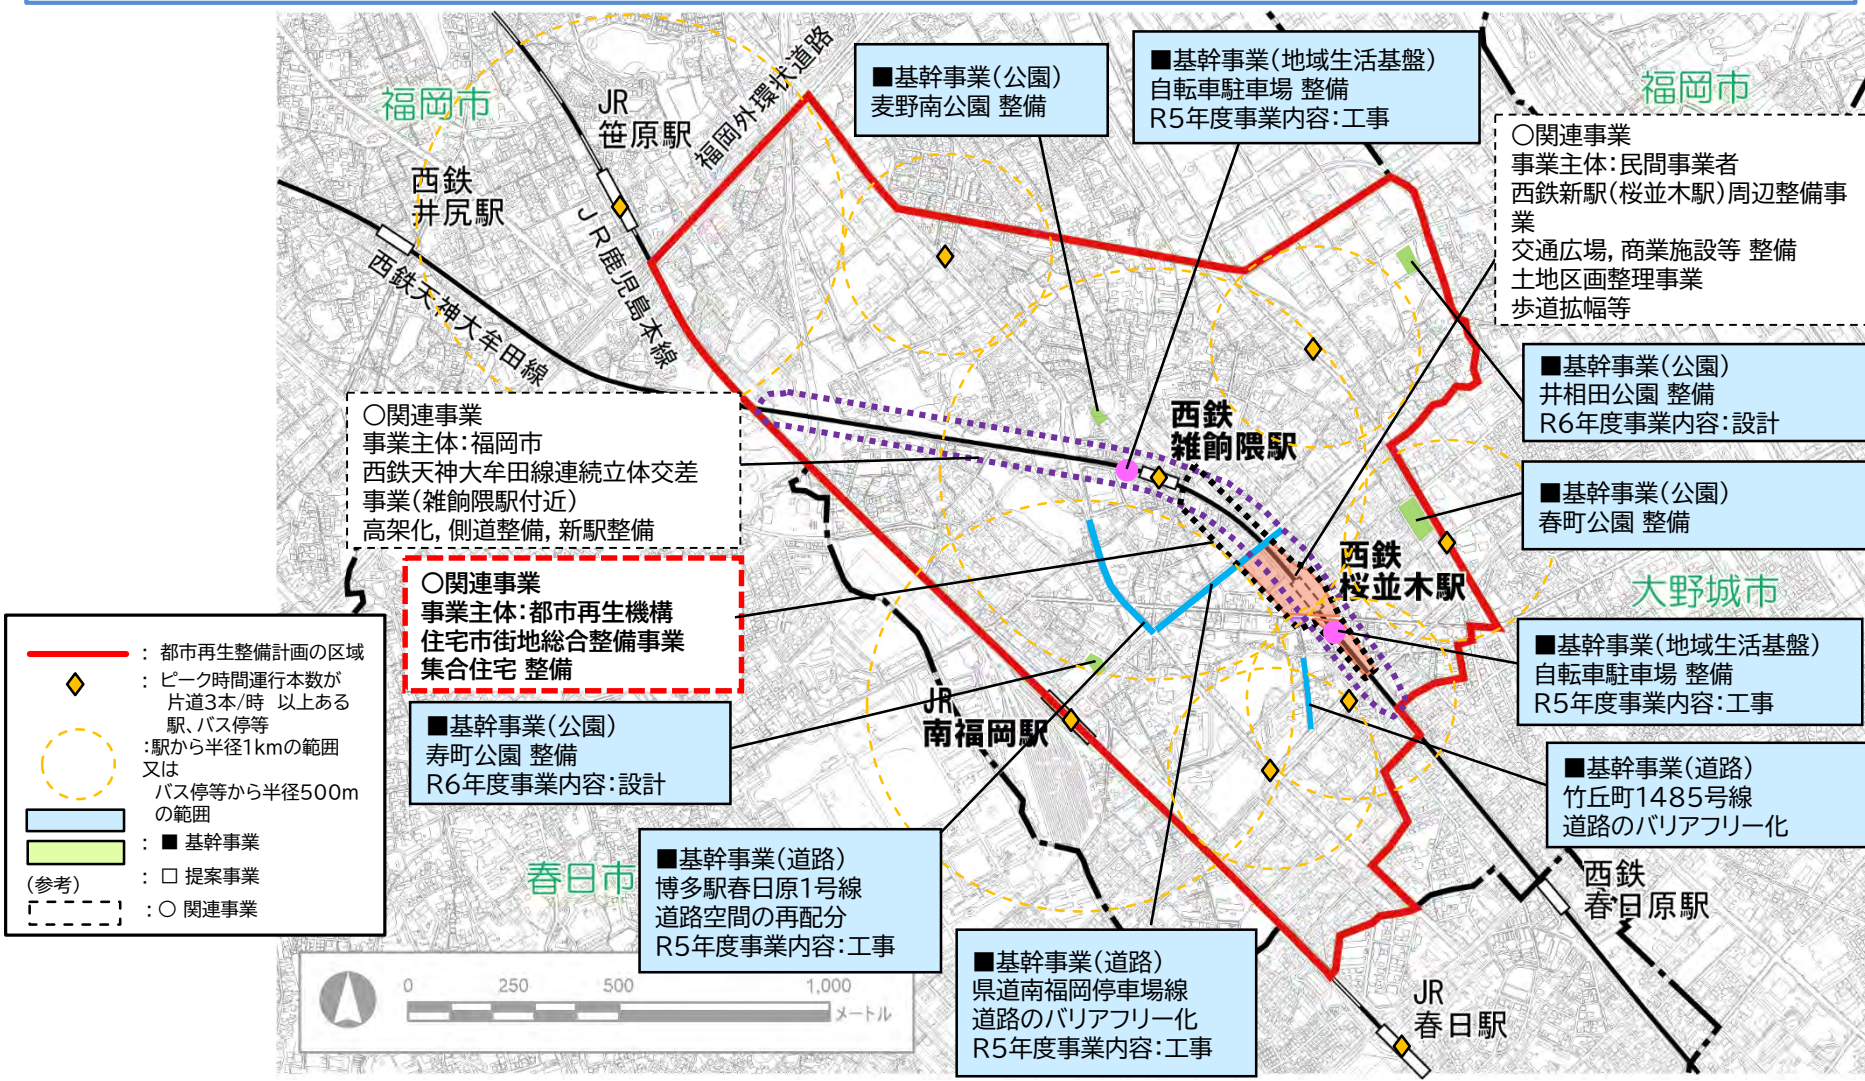 福岡市
JR
笹原駅
福岡外環状道路
西鉄
井尻駅
JR鹿児島本線
西鉄天神大牟田線
■基幹事業(公園)
麦野南公園 整備
■基幹事業(地域生活基盤)
自転車駐車場 整備
R5年度事業内容:工事
福岡市
○関連事業
事業主体:民間事業者
西鉄新駅(桜並木駅)周辺整備事
業
交通広場,商業施設等 整備
土地区画整理事業
歩道拡幅等
■基幹事業(公園)
井相田公園 整備
R6年度事業内容:設計
○関連事業
事業主体:福岡市
西鉄天神大牟田線連続立体交差
事業(雑餉隈駅付近)
高架化,側道整備,新駅整備
西鉄
雑餉隈駅
■基幹事業(公園)
春町公園 整備
西鉄
桜並木駅
大野城市
○関連事業
事業主体:都市再生機構
住宅市街地総合整備事業
集合住宅 整備
■基幹事業(地域生活基盤)
自転車駐車場 整備
R5年度事業内容:工事
: 都市再生整備計画の区域
: ピーク時間運行本数が
片道3本/時 以上ある
駅、バス停等
:駅から半径1kmの範囲
又は
バス停等から半径500m
の範囲
: ■ 基幹事業
: □ 提案事業
(参考)
: ○ 関連事業
■基幹事業(公園)
寿町公園 整備
R6年度事業内容:設計
JR
南福岡駅
■基幹事業(道路)
竹丘町1485号線
道路のバリアフリー化
春日市
■基幹事業(道路)
博多駅春日原1号線
道路空間の再配分
R5年度事業内容:工事
西鉄
春日原駅
■基幹事業(道路)
県道南福岡停車場線
道路のバリアフリー化
R5年度事業内容:工事
JR
春日駅
0 250 500 1,000
メートル